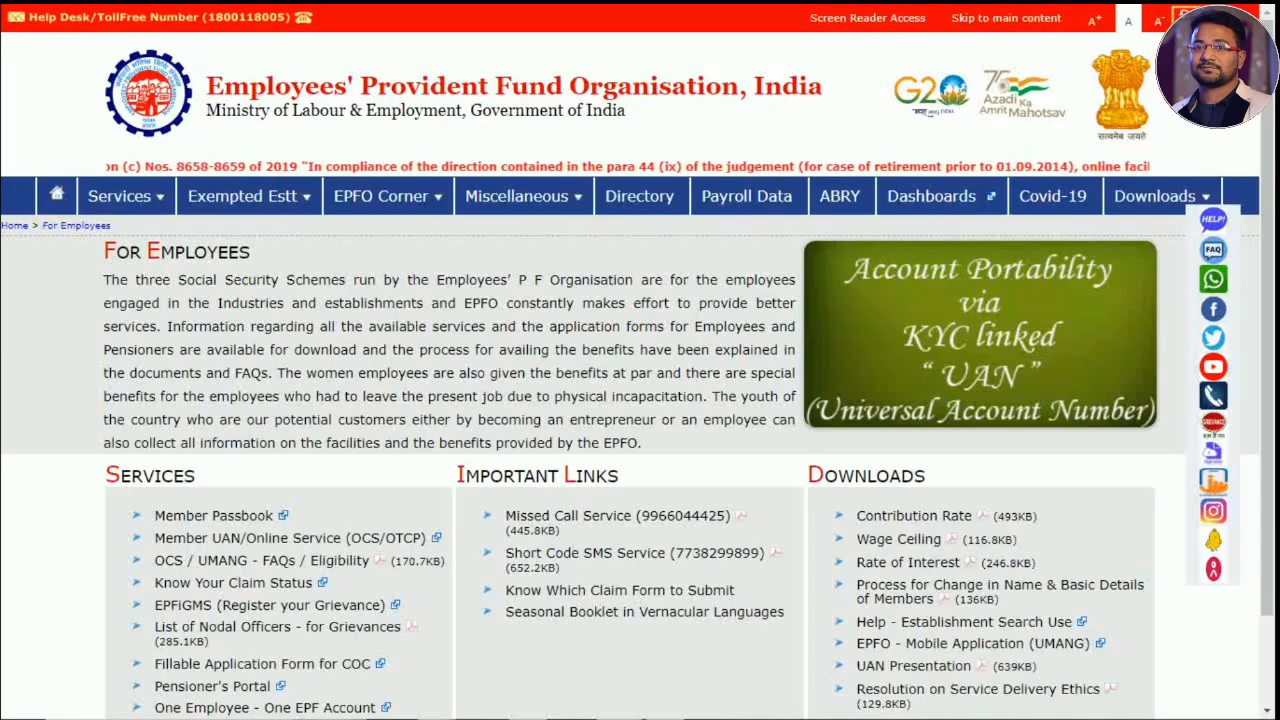 Help Desk/TollFree Number (1800118005)
Screen Reader Access
Skip to main content
A+
A
A-
Employees' Provident Fund Organisation, India
Ministry of Labour & Employment, Government of India
G20
75
Azadi Ka
Amrit Mahotsav
सत्यमेव जयते
on (c) Nos. 8658-8659 of 2019 "In compliance of the direction contained in the para 44 (ix) of the judgement (for case of retirement prior to 01.09.2014), online facil
Services
Exempted Estt
EPFO Corner
Miscellaneous
Directory
Payroll Data
ABRY
Dashboards
Covid-19
Downloads
Home > For Employees
FOR EMPLOYEES
The three Social Security Schemes run by the Employees’ P F Organisation are for the employees
engaged in the Industries and establishments and EPFO constantly makes effort to provide better
services. Information regarding all the available services and the application forms for Employees and
Pensioners are available for download and the process for availing the benefits have been explained in
the documents and FAQs. The women employees are also given the benefits at par and there are special
benefits for the employees who had to leave the present job due to physical incapacitation. The youth of
the country who are our potential customers either by becoming an entrepreneur or an employee can
also collect all information on the facilities and the benefits provided by the EPFO.
Account Portability
via
KYC linked
“ UAN ”
(Universal Account Number)
HELP!
FAQ
GRIEVANCE
SERVICES
Member Passbook
Member UAN/Online Service (OCS/OTCP)
OCS / UMANG - FAQs / Eligibility (170.7KB)
Know Your Claim Status
EPFiGMS (Register your Grievance)
List of Nodal Officers - for Grievances
(285.1KB)
Fillable Application Form for COC
Pensioner's Portal
One Employee - One EPF Account
IMPORTANT LINKS
Missed Call Service (9966044425)
(445.8KB)
Short Code SMS Service (7738299899)
(652.2KB)
Know Which Claim Form to Submit
Seasonal Booklet in Vernacular Languages
DOWNLOADS
Contribution Rate (493KB)
Wage Ceiling (116.8KB)
Rate of Interest (246.8KB)
Process for Change in Name & Basic Details
of Members (136KB)
Help - Establishment Search Use
EPFO - Mobile Application (UMANG)
UAN Presentation (639KB)
Resolution on Service Delivery Ethics
(129.8KB)